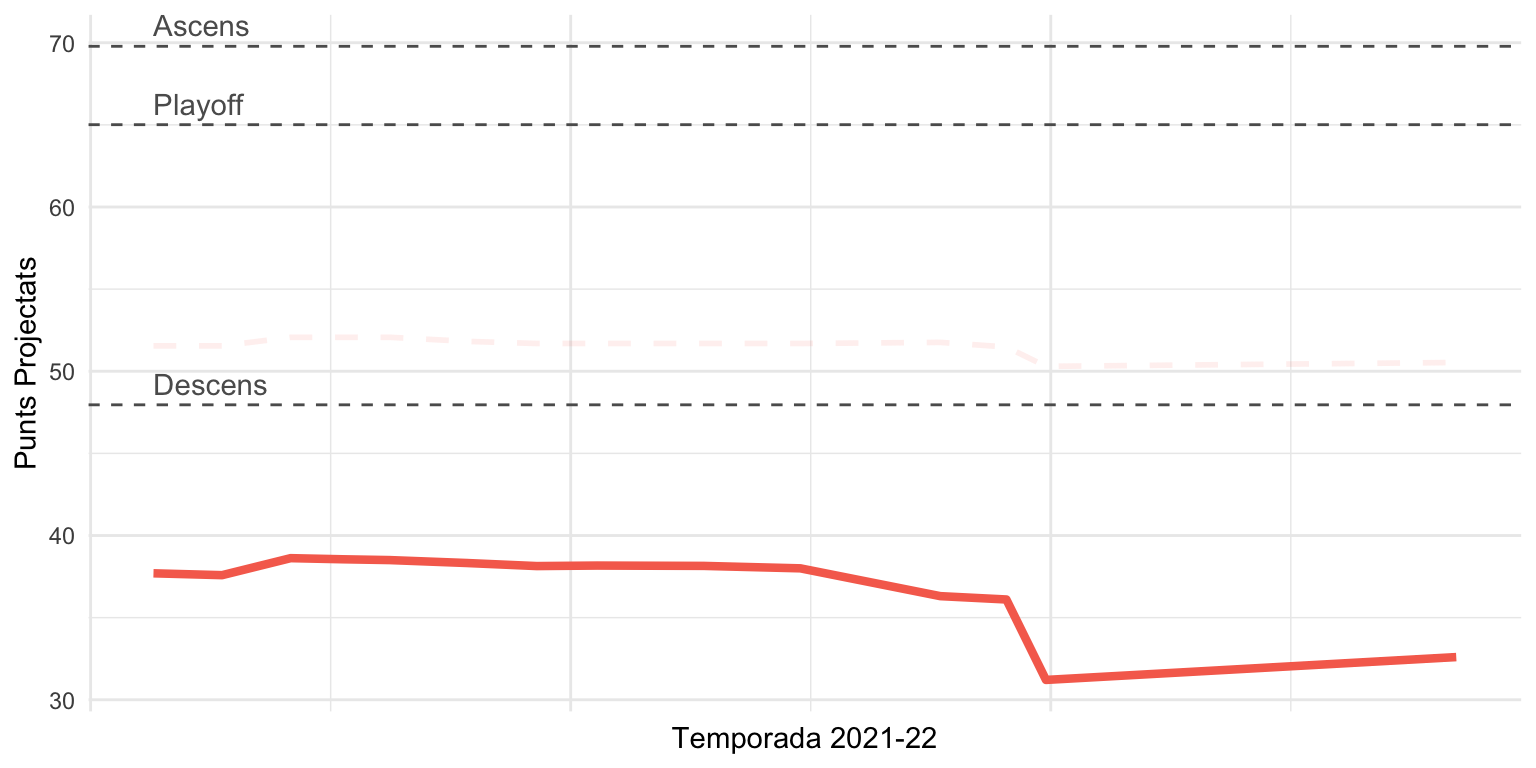 Ascens
70
Playoff
60
50
Descens
40
30
Punts Projectats
Temporada 2021-22